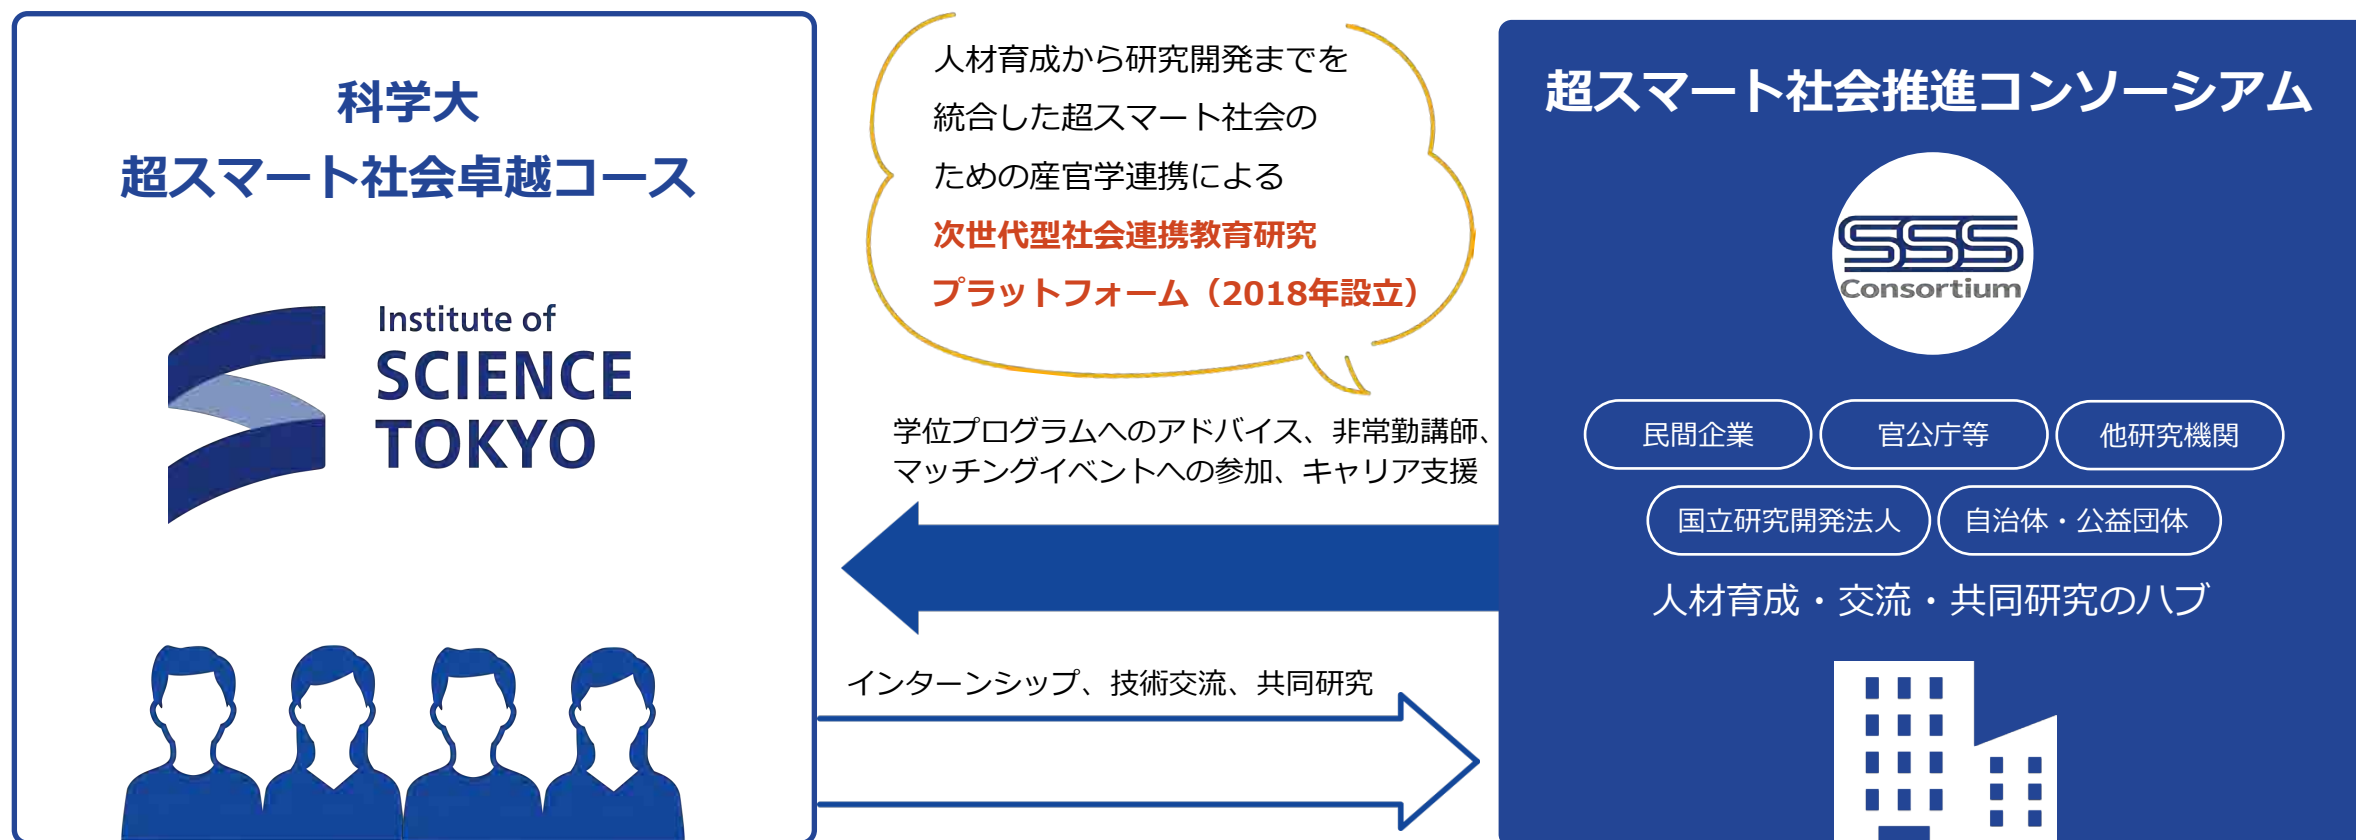 科学大
超スマート社会卓越コース
Institute of
SCIENCE
TOKYO
人材育成から研究開発までを
統合した超スマート社会の
ための産官学連携による
次世代型社会連携教育研究
プラットフォーム（2018年設立）
学位プログラムへのアドバイス、非常勤講師、
マッチングイベントへの参加、キャリア支援
インターンシップ、技術交流、共同研究
超スマート社会推進コンソーシアム
SSS
Consortium
民間企業
官公庁等
他研究機関
国立研究開発法人
自治体・公益団体
人材育成・交流・共同研究のハブ